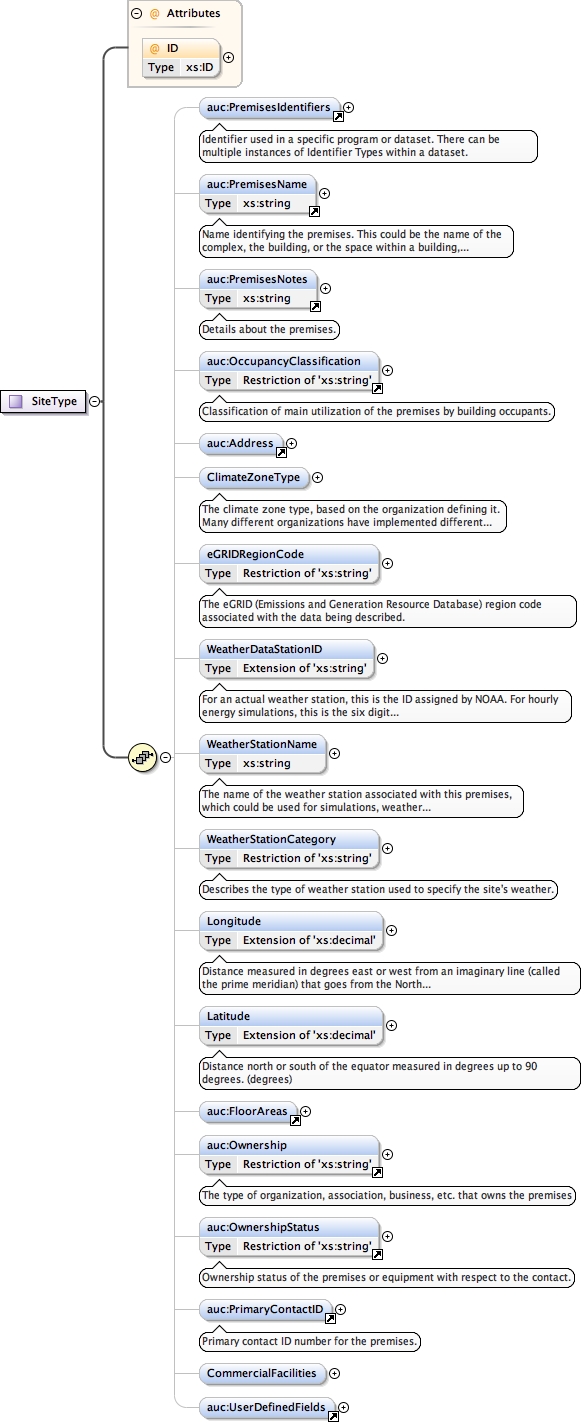 @ Attributes
@ ID
Type xs:ID
auc:PremisesIdentifiers
Identifier used in a specific program or dataset. There can be
multiple instances of Identifier Types within a dataset.
auc:PremisesName
Type xs:string
Name identifying the premises. This could be the name of the
complex, the building, or the space within a building,...
auc:PremisesNotes
Type xs:string
Details about the premises.
auc:OccupancyClassification
Type Restriction of 'xs:string'
SiteType
Classification of main utilization of the premises by building occupants.
auc:Address
ClimateZoneType
The climate zone type, based on the organization defining it.
Many different organizations have implemented different...
eGRIDRegionCode
Type Restriction of 'xs:string'
The eGRID (Emissions and Generation Resource Database) region code
associated with the data being described.
WeatherDataStationID
Type Extension of 'xs:string'
For an actual weather station, this is the ID assigned by NOAA. For hourly
energy simulations, this is the six digit...
WeatherStationName
Type xs:string
The name of the weather station associated with this premises,
which could be used for simulations, weather...
WeatherStationCategory
Type Restriction of 'xs:string'
Describes the type of weather station used to specify the site's weather.
Longitude
Type Extension of 'xs:decimal'
Distance measured in degrees east or west from an imaginary line (called
the prime meridian) that goes from the North...
Latitude
Type Extension of 'xs:decimal'
Distance north or south of the equator measured in degrees up to 90
degrees. (degrees)
auc:FloorAreas
auc:Ownership
Type Restriction of 'xs:string'
The type of organization, association, business, etc. that owns the premises
auc:OwnershipStatus
Type Restriction of 'xs:string'
Ownership status of the premises or equipment with respect to the contact.
auc:PrimaryContactID
Primary contact ID number for the premises.
CommercialFacilities
auc:UserDefinedFields